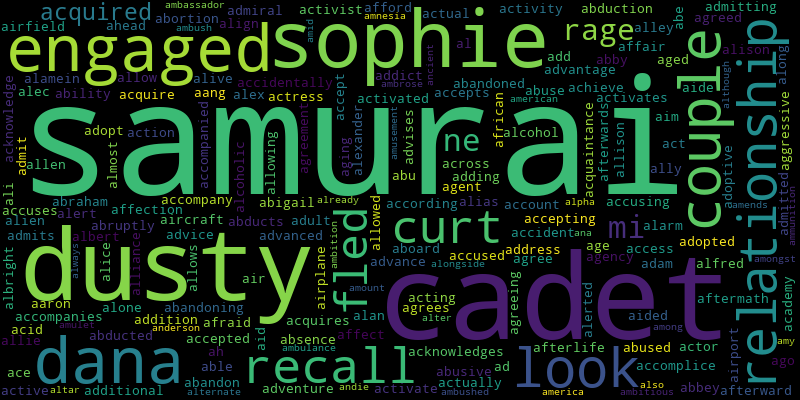 ambassador
acquired abortion admiral activist afford actual activity abduction abe admitting
airfield ahead ambush align amid amnesia alley agreed
engaged sophie rage couple relationship
al add affair abby aged alison along
alamein allow alive addict ambrose ancient advantage although
acknowledge ability accidentally abandoned abuse achieve aide
alec acquire aang alex actress activated accepts american activates
samurai
adopt action accompanied alcoholic agreement accept alexander amusement advises african alcohol acquaintance afterwards aim act adoptive aggressive
admit almost allowing aging across ne allison ally
allen adding agent
ali accompany abigail already abu according alias account alpha accusing admitted ammunition
abraham affection adult allowed accepting amends
accuses alert aircraft curt mi alarm
alien abruptly abducts accident ana adopted amongst
admits albert advice advanced aboard accused address age access
dusty alliance alice allows air airplane ambition fled advance alongside agree agency adam alfred
albright always aaron alone abandoning amount cadet aftermath academy
accompanies addition acquires alan acting agreeing alerted aided
acid anderson afraid aid agrees alter among abused actor amy
allie amulet abducted accepted absence affect afterlife accomplice airport ago
dana ah ambulance recall acknowledges look
ace able abusive ad also abbey
active altar additional abandon alternate adventure andie activate actually ambushed america ambitious afterward